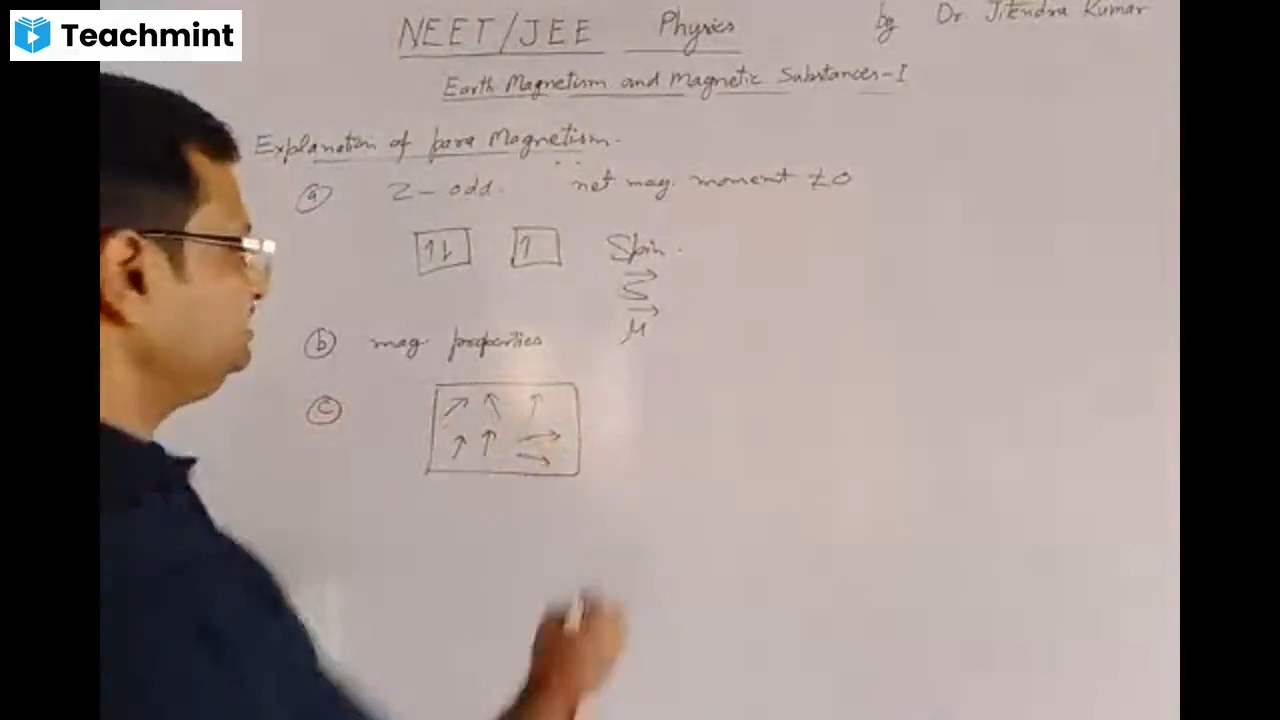 Teachmint
NEET/JEE Physics by Dr. Jitendra Kumar
Earth Magnetism and Magnetic Substances-I
Explanation of para Magnetism.
(a) Z - odd. net mag. moment ≠0
↑↓ ↑ Spin.
S
(b) mag. properties μ
(c)